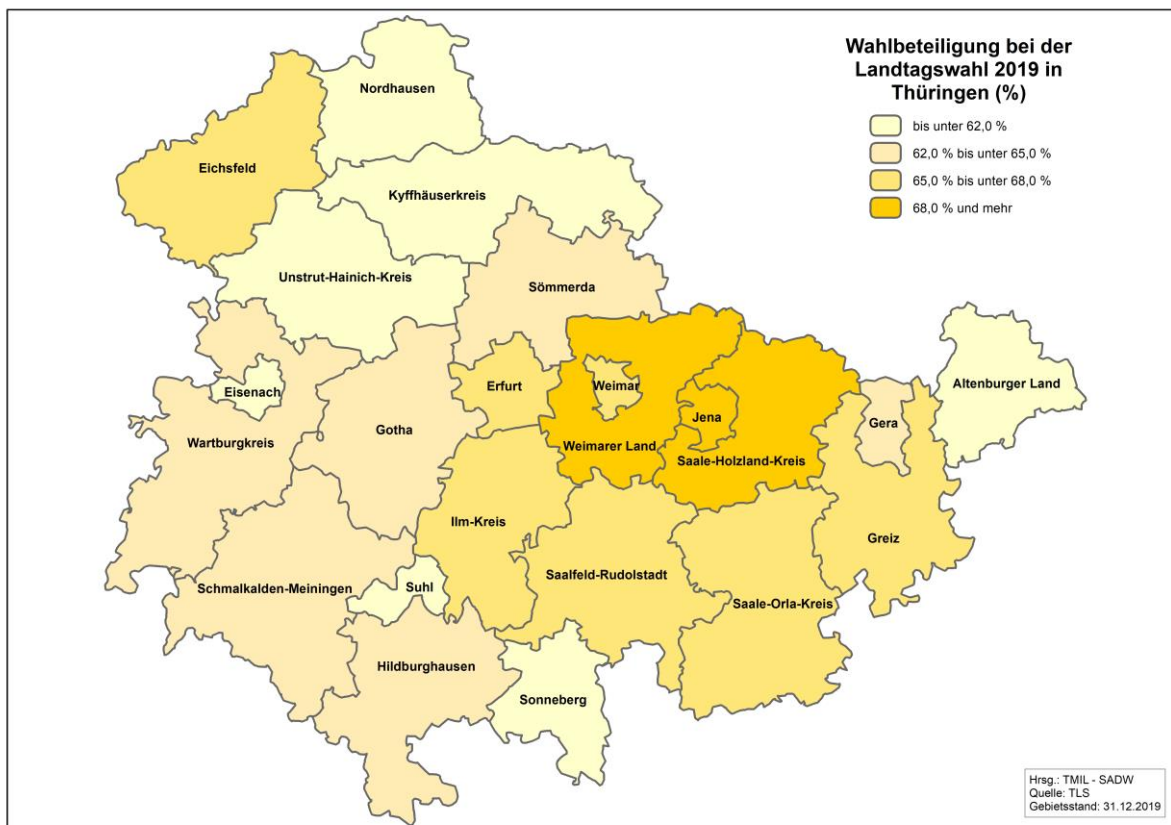 Wahlbeteiligung bei der
Landtagswahl 2019 in
Thüringen (%)
bis unter 62,0 %
62,0 % bis unter 65,0 %
65,0 % bis unter 68,0 %
68,0 % und mehr
Nordhausen
Eichsfeld
Kyffhäuserkreis
Unstrut-Hainich-Kreis
Sömmerda
Eisenach
Erfurt
Weimar
Altenburger Land
Jena
Gera
Wartburgkreis
Gotha
Weimarer Land
Saale-Holzland-Kreis
Ilm-Kreis
Greiz
Saalfeld-Rudolstadt
Schmalkalden-Meiningen
Suhl
Saale-Orla-Kreis
Hildburghausen
Sonneberg
Hrsg.: TMIL - SADW
Quelle: TLS
Gebietsstand: 31.12.2019